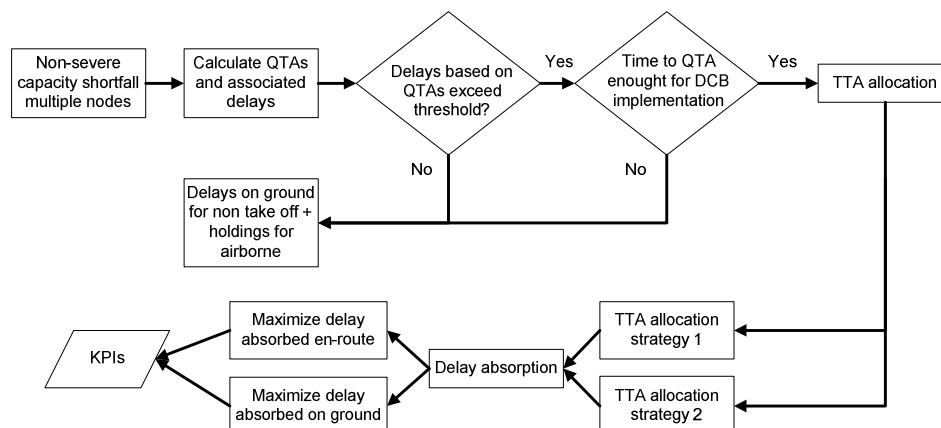 Non-severe
capacity shortfall
multiple nodes
Calculate QTAs
and associated
delays
Delays based on
QTAs exceed
threshold?
Yes
Time to QTA
enought for DCB
implementation
Yes
TTA allocation
No
No
Delays on ground
for non take off +
holdings for
airborne
KPIs
Maximize delay
absorbed en-route
Maximize delay
absorbed on ground
Delay absorption
TTA allocation
strategy 1
TTA allocation
strategy 2